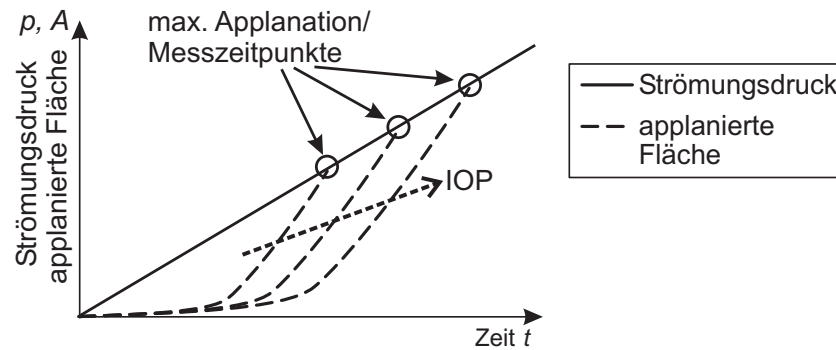 p, A
Strömungsdruck
applanierte Fläche
max. Applanation/
Messzeitpunkte
IOP
Zeit t
Strömungsdruck
applanierte
Fläche